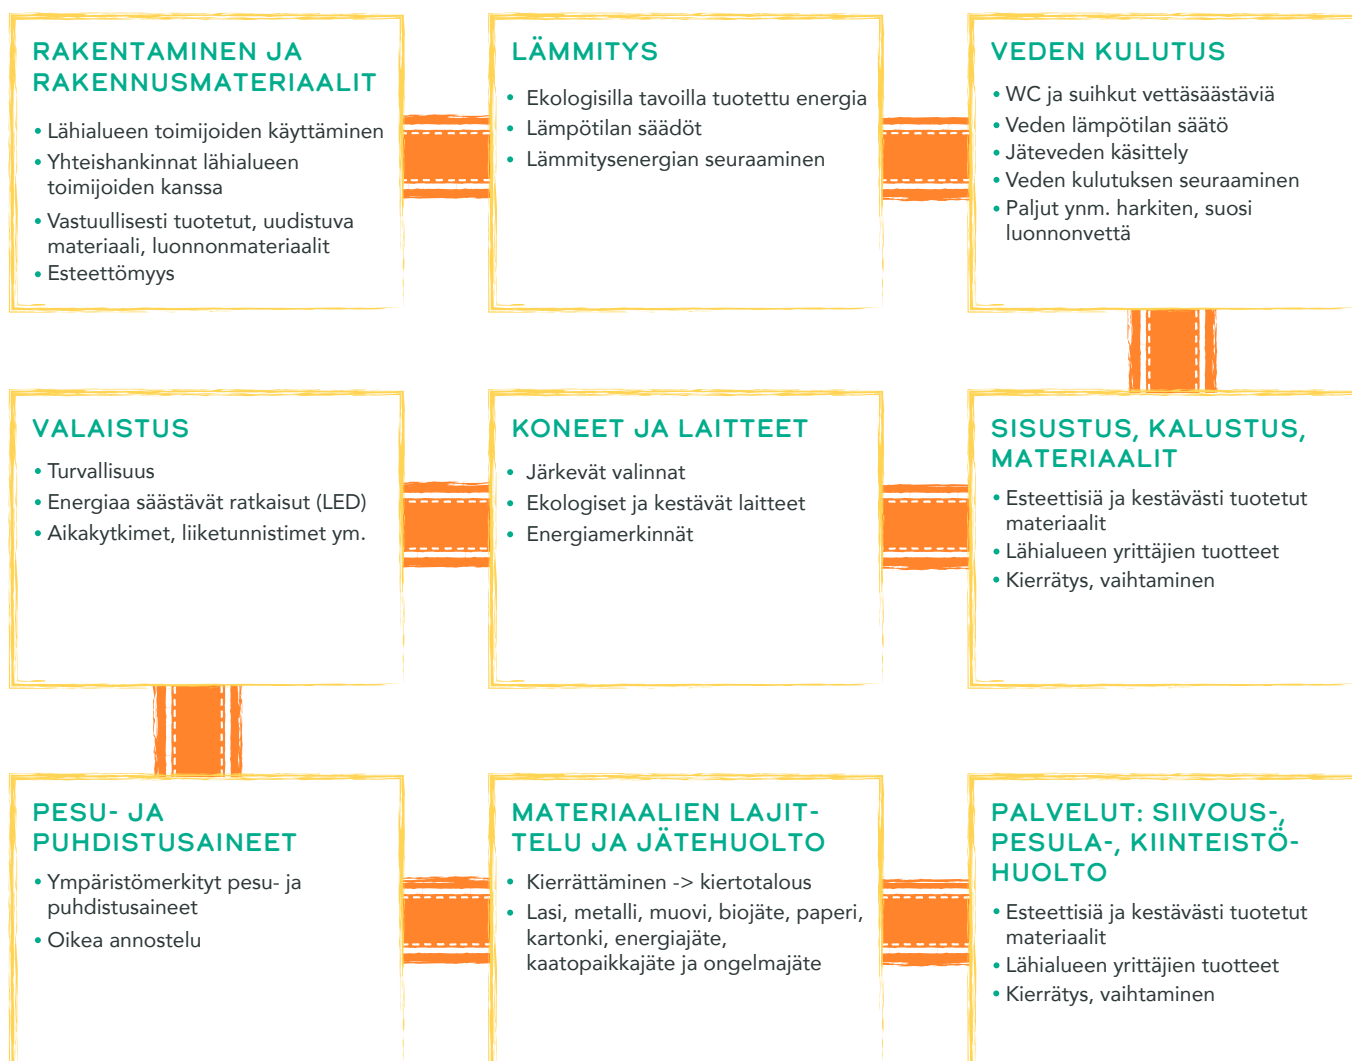 RAKENTAMINEN JA
RAKENNUSMATERIAALIT
• Lähialueen toimijoiden käyttäminen
• Yhteishankinnat lähialueen
toimijoiden kanssa
• Vastuullisesti tuotetut, uudistuva
materiaali, luonnonmateriaalit
• Esteettömyys
LÄMMITYS
• Ekologisilla tavoilla tuotettu energia
• Lämpötilan säädöt
• Lämmitysenergian seuraaminen
VEDEN KULUTUS
• WC ja suihkut vettäsäästäviä
• Veden lämpötilan säätö
• Jäteveden käsittely
• Veden kulutuksen seuraaminen
• Paljut ynm. harkiten, suosi
luonnonvettä
VALAISTUS
• Turvallisuus
• Energiaa säästävät ratkaisut (LED)
• Aikakytkimet, liiketunnistimet ym.
KONEET JA LAITTEET
• Järkevät valinnat
• Ekologiset ja kestävät laitteet
• Energiamerkinnät
SISUSTUS, KALUSTUS,
MATERIAALIT
• Esteettisiä ja kestävästi tuotetut
materiaalit
• Lähialueen yrittäjien tuotteet
• Kierrätys, vaihtaminen
PESU- JA
PUHDISTUSAINEET
• Ympäristömerkityt pesu- ja
puhdistusaineet
• Oikea annostelu
MATERIAALIEN LAJIT-
TELU JA JÄTEHUOLTO
• Kierrättäminen -> kiertotalous
• Lasi, metalli, muovi, biojäte, paperi,
kartonki, energiajäte,
kaatopaikkajäte ja ongelmajäte
PALVELUT: SIIVOUS-,
PESULA-, KIINTEISTÖ-
HUOLTO
• Esteettisiä ja kestävästi tuotetut
materiaalit
• Lähialueen yrittäjien tuotteet
• Kierrätys, vaihtaminen